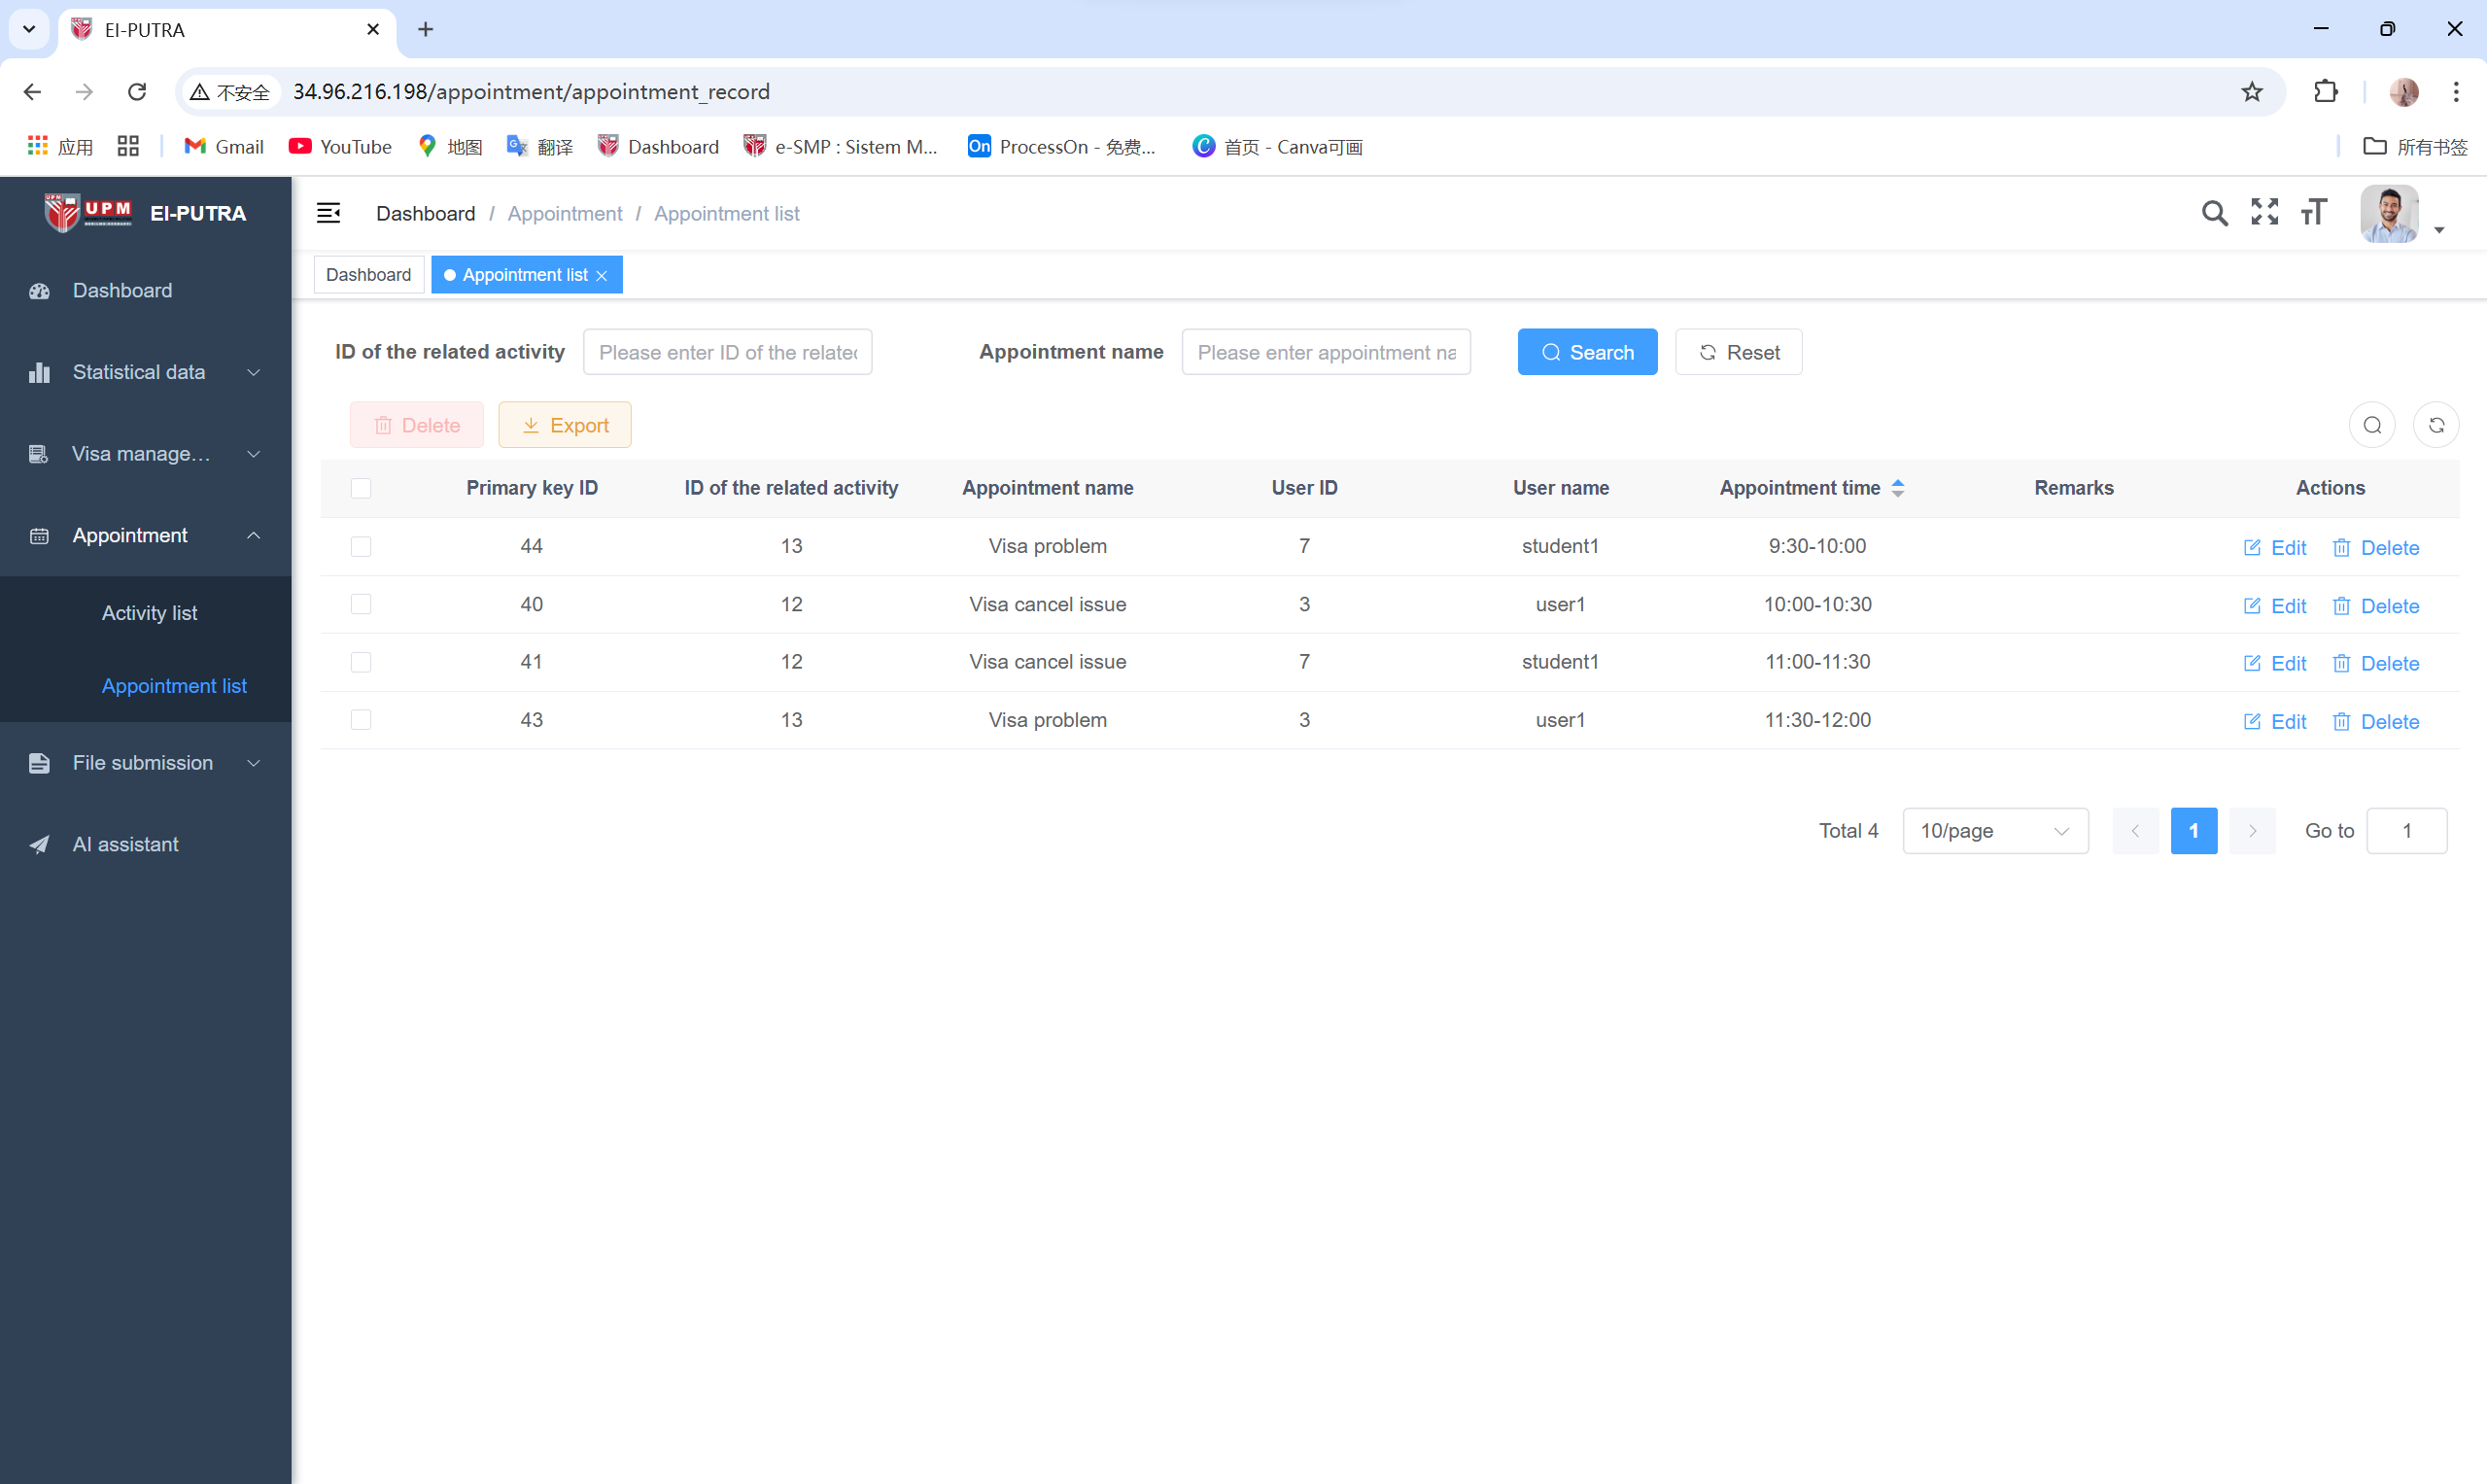 EI-PUTRA
不安全
34.96.216.198/appointment/appointment_record
应用
Gmail
YouTube
地图
翻译
Dashboard
e-SMP : Sistem M...
On ProcessOn - 免费...
C 首页 - Canva可画
所有书签
UPM EI-PUTRA
Dashboard / Appointment / Appointment list
Dashboard
Appointment list
Dashboard
Statistical data
Visa manage...
Appointment
Activity list
Appointment list
File submission
AI assistant
ID of the related activity
Please enter ID of the relate
Appointment name
Please enter appointment na
Search
Reset
Delete
Export
Primary key ID ID of the related activity Appointment name User ID User name Appointment time Remarks Actions
44 13 Visa problem 7 student1 9:30-10:00 Edit Delete
40 12 Visa cancel issue 3 user1 10:00-10:30 Edit Delete
41 12 Visa cancel issue 7 student1 11:00-11:30 Edit Delete
43 13 Visa problem 3 user1 11:30-12:00 Edit Delete
Total 4 10/page 1 Go to 1